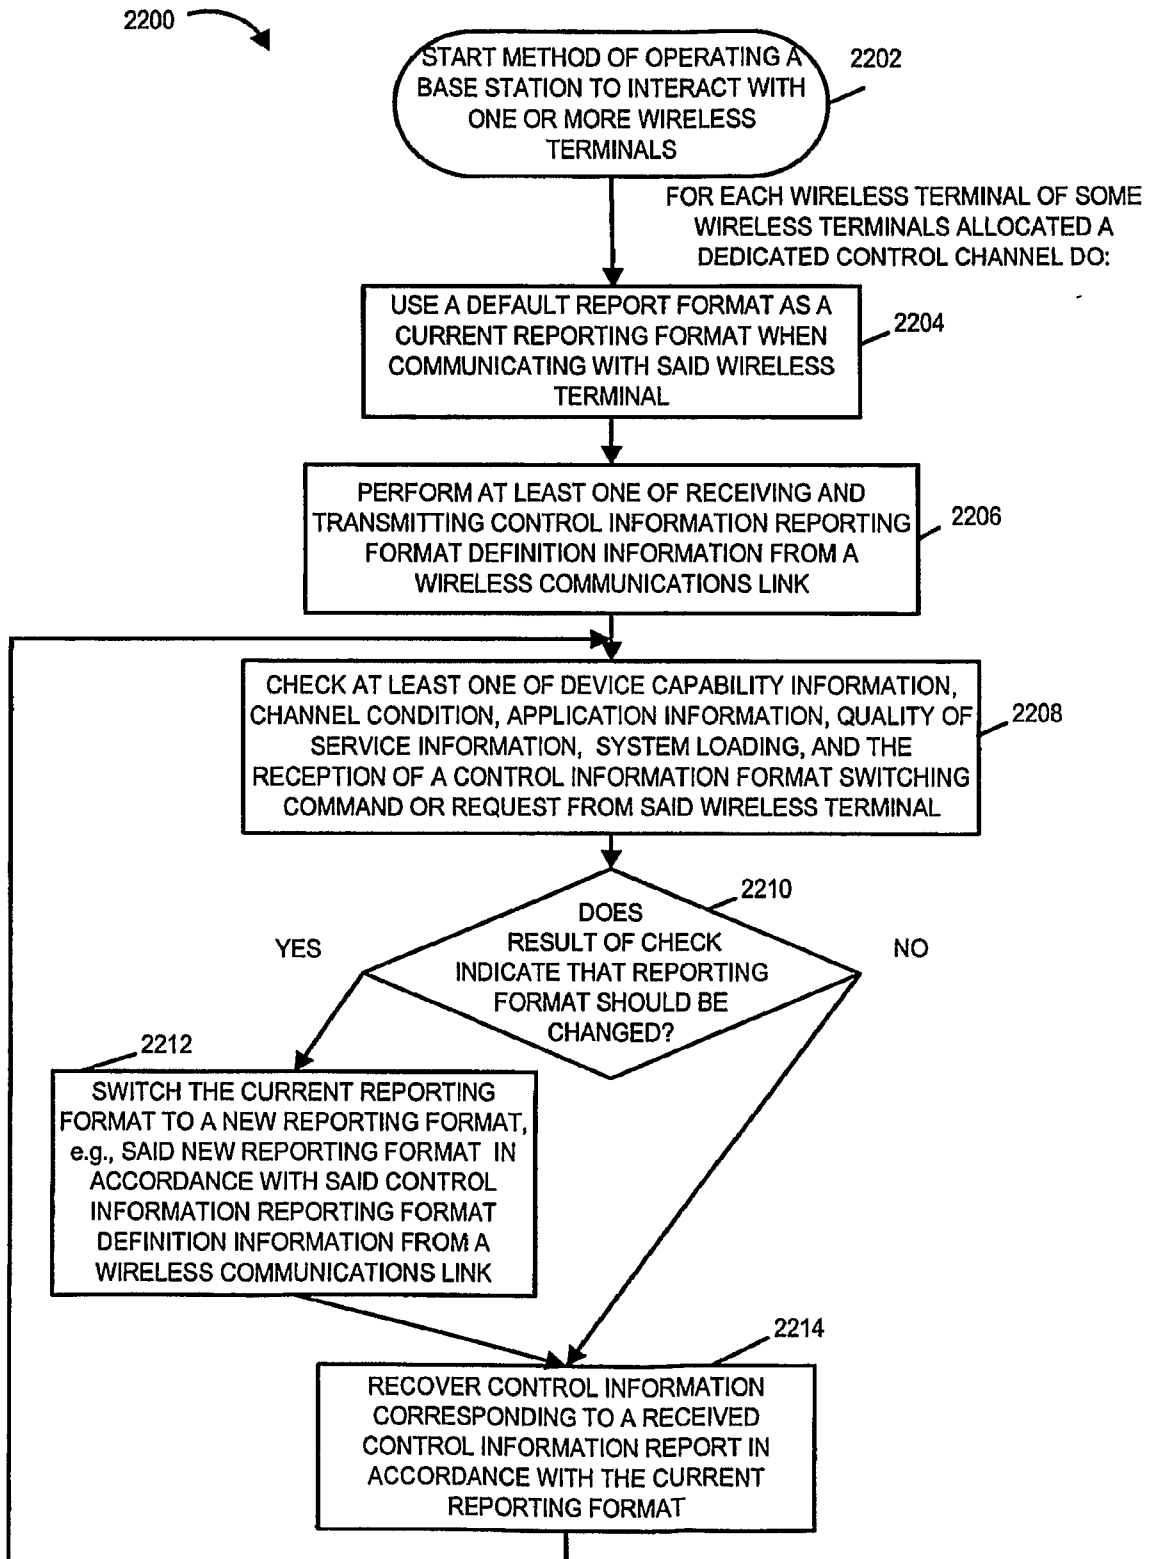 2200
START METHOD OF OPERATING A
BASE STATION TO INTERACT WITH
ONE OR MORE WIRELESS
TERMINALS
2202
FOR EACH WIRELESS TERMINAL OF SOME
WIRELESS TERMINALS ALLOCATED A
DEDICATED CONTROL CHANNEL DO:
USE A DEFAULT REPORT FORMAT AS A
CURRENT REPORTING FORMAT WHEN
COMMUNICATING WITH SAID WIRELESS
TERMINAL
2204
PERFORM AT LEAST ONE OF RECEIVING AND
TRANSMITTING CONTROL INFORMATION REPORTING
FORMAT DEFINITION INFORMATION FROM A
WIRELESS COMMUNICATIONS LINK
2206
CHECK AT LEAST ONE OF DEVICE CAPABILITY INFORMATION,
CHANNEL CONDITION, APPLICATION INFORMATION, QUALITY OF
SERVICE INFORMATION, SYSTEM LOADING, AND THE
RECEPTION OF A CONTROL INFORMATION FORMAT SWITCHING
COMMAND OR REQUEST FROM SAID WIRELESS TERMINAL
2208
2210
DOES
RESULT OF CHECK
INDICATE THAT REPORTING
FORMAT SHOULD BE
CHANGED?
YES
NO
2212
SWITCH THE CURRENT REPORTING
FORMAT TO A NEW REPORTING FORMAT,
e.g., SAID NEW REPORTING FORMAT IN
ACCORDANCE WITH SAID CONTROL
INFORMATION REPORTING FORMAT
DEFINITION INFORMATION FROM A
WIRELESS COMMUNICATIONS LINK
2214
RECOVER CONTROL INFORMATION
CORRESPONDING TO A RECEIVED
CONTROL INFORMATION REPORT IN
ACCORDANCE WITH THE CURRENT
REPORTING FORMAT